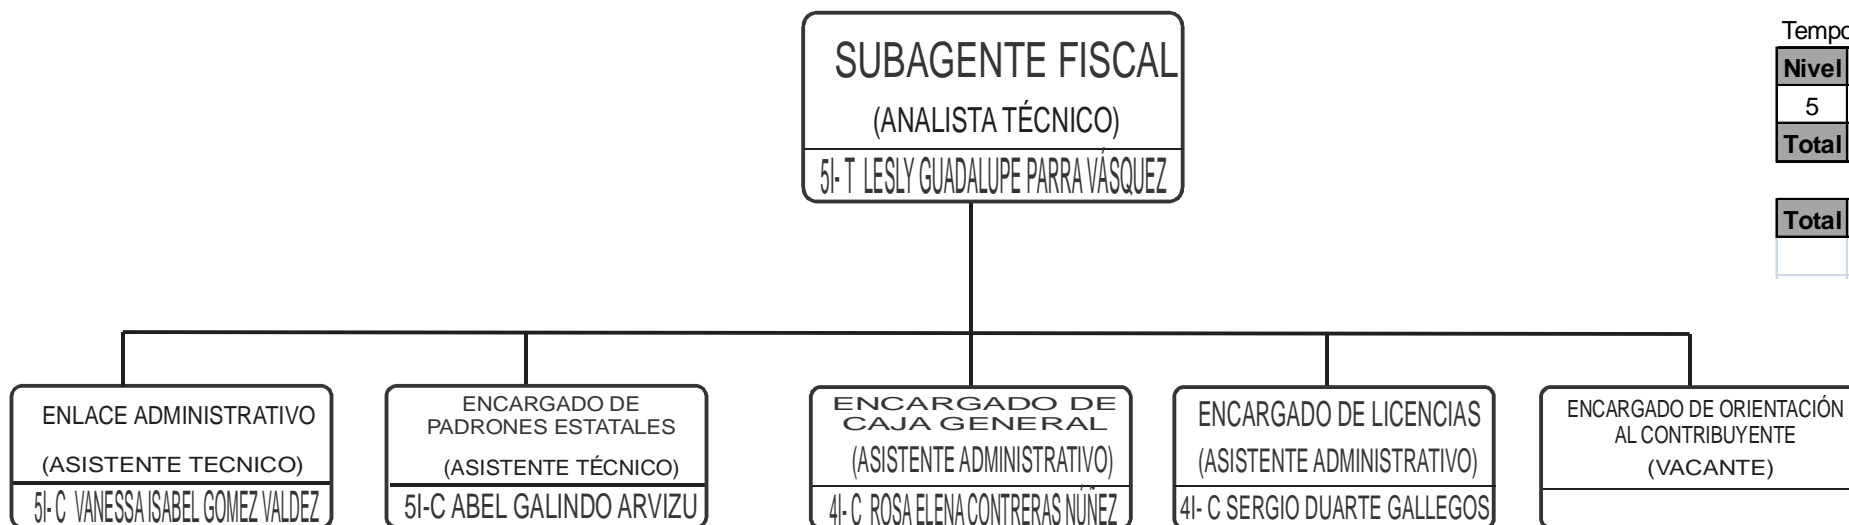 SUBAGENTE FISCAL
(ANALISTA TÉCNICO)
5I- T LESLY GUADALUPE PARRA VÁSQUEZ
Nivel
5
Total
Total
ENLACE ADMINISTRATIVO
(ASISTENTE TECNICO)
5I- C VANESSA ISABEL GOMEZ VALDEZ
ENCARGADO DE
PADRONES ESTATALES
(ASISTENTE TÉCNICO)
5I-C ABEL GALINDO ARVIZU
ENCARGADO DE
CAJA GENERAL
(ASISTENTE ADMINISTRATIVO)
4I- C ROSA ELENA CONTRERAS NÚÑEZ
ENCARGADO DE LICENCIAS
(ASISTENTE ADMINISTRATIVO)
4I- C SERGIO DUARTE GALLEGOS
ENCARGADO DE ORIENTACIÓN
AL CONTRIBUYENTE
(VACANTE)